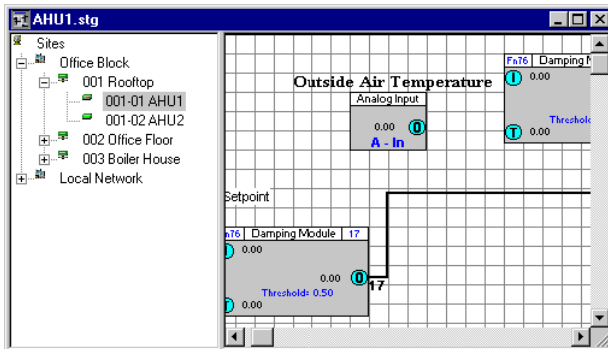 AHU1.stg
Sites
Office Block
001 Rooftop
001-01 AHU1
001-02 AHU2
002 Office Floor
003 Boiler House
Local Network
Fn76 Damping M
I 0.00
Threshold
T 0.00
Outside Air Temperature
Analog Input
0.00 O
A - In
Setpoint
n76 Damping Module 17
I 0.00
0.00 O
17
Threshold= 0.50
T 0.00